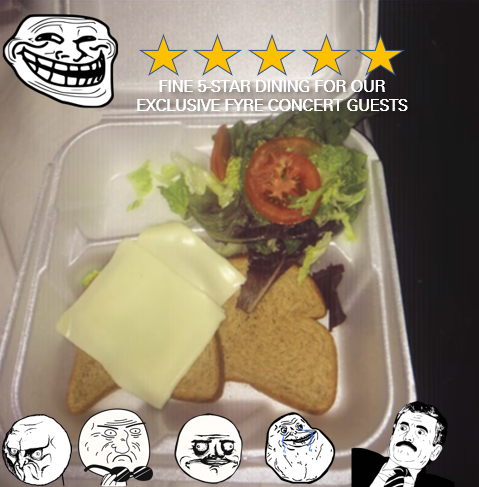 FINE 5-STAR DINING FOR OUR
EXCLUSIVE FYRE CONCERT GUESTS